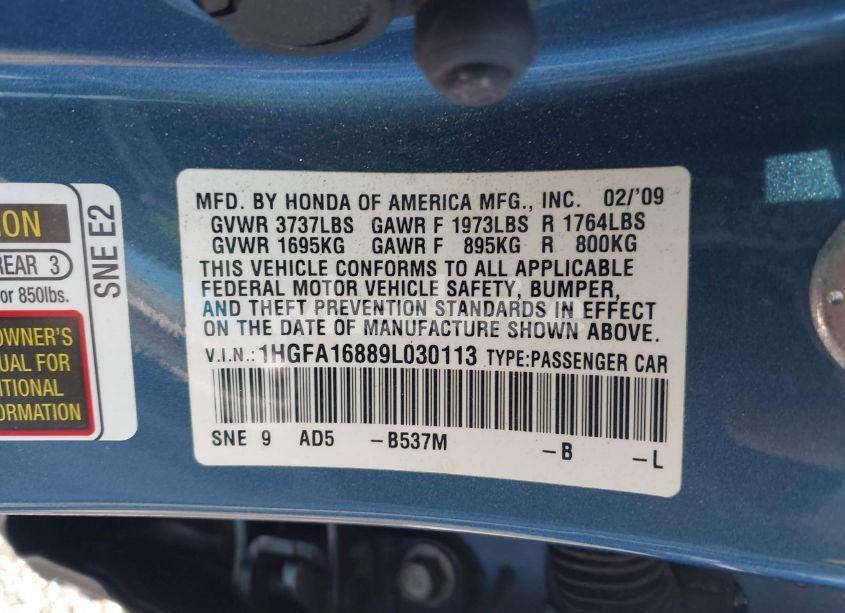 MFD. BY HONDA OF AMERICA MFG., INC. 02/'09
GVWR 3737LBS GAWR F 1973LBS R 1764LBS
GVWR 1695KG GAWR F 895KG R 800KG
THIS VEHICLE CONFORMS TO ALL APPLICABLE
FEDERAL MOTOR VEHICLE SAFETY, BUMPER,
AND THEFT PREVENTION STANDARDS IN EFFECT
ON THE DATE OF MANUFACTURE SHOWN ABOVE.
V.I.N.: 1HGFA16889L030113 TYPE:PASSENGER CAR
SNE 9 AD5 -B537M -B -L
ION
REAR 3
or 850lbs.
OWNER'S
UAL FOR
ITIONAL
FORMATION
SNE E2